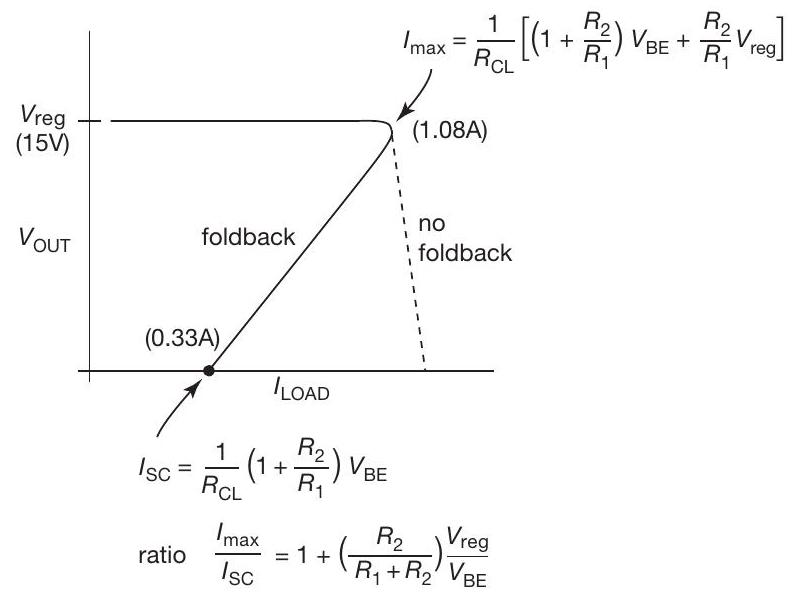 I_max = 1/R_CL [(1 + R_2/R_1) V_BE + R_2/R_1 V_reg]
V_reg
(15V)
(1.08A)
V_OUT
foldback
no
foldback
(0.33A)
I_LOAD
I_SC = 1/R_CL (1 + R_2/R_1) V_BE
ratio I_max/I_SC = 1 + (R_2/(R_1 + R_2)) V_reg/V_BE